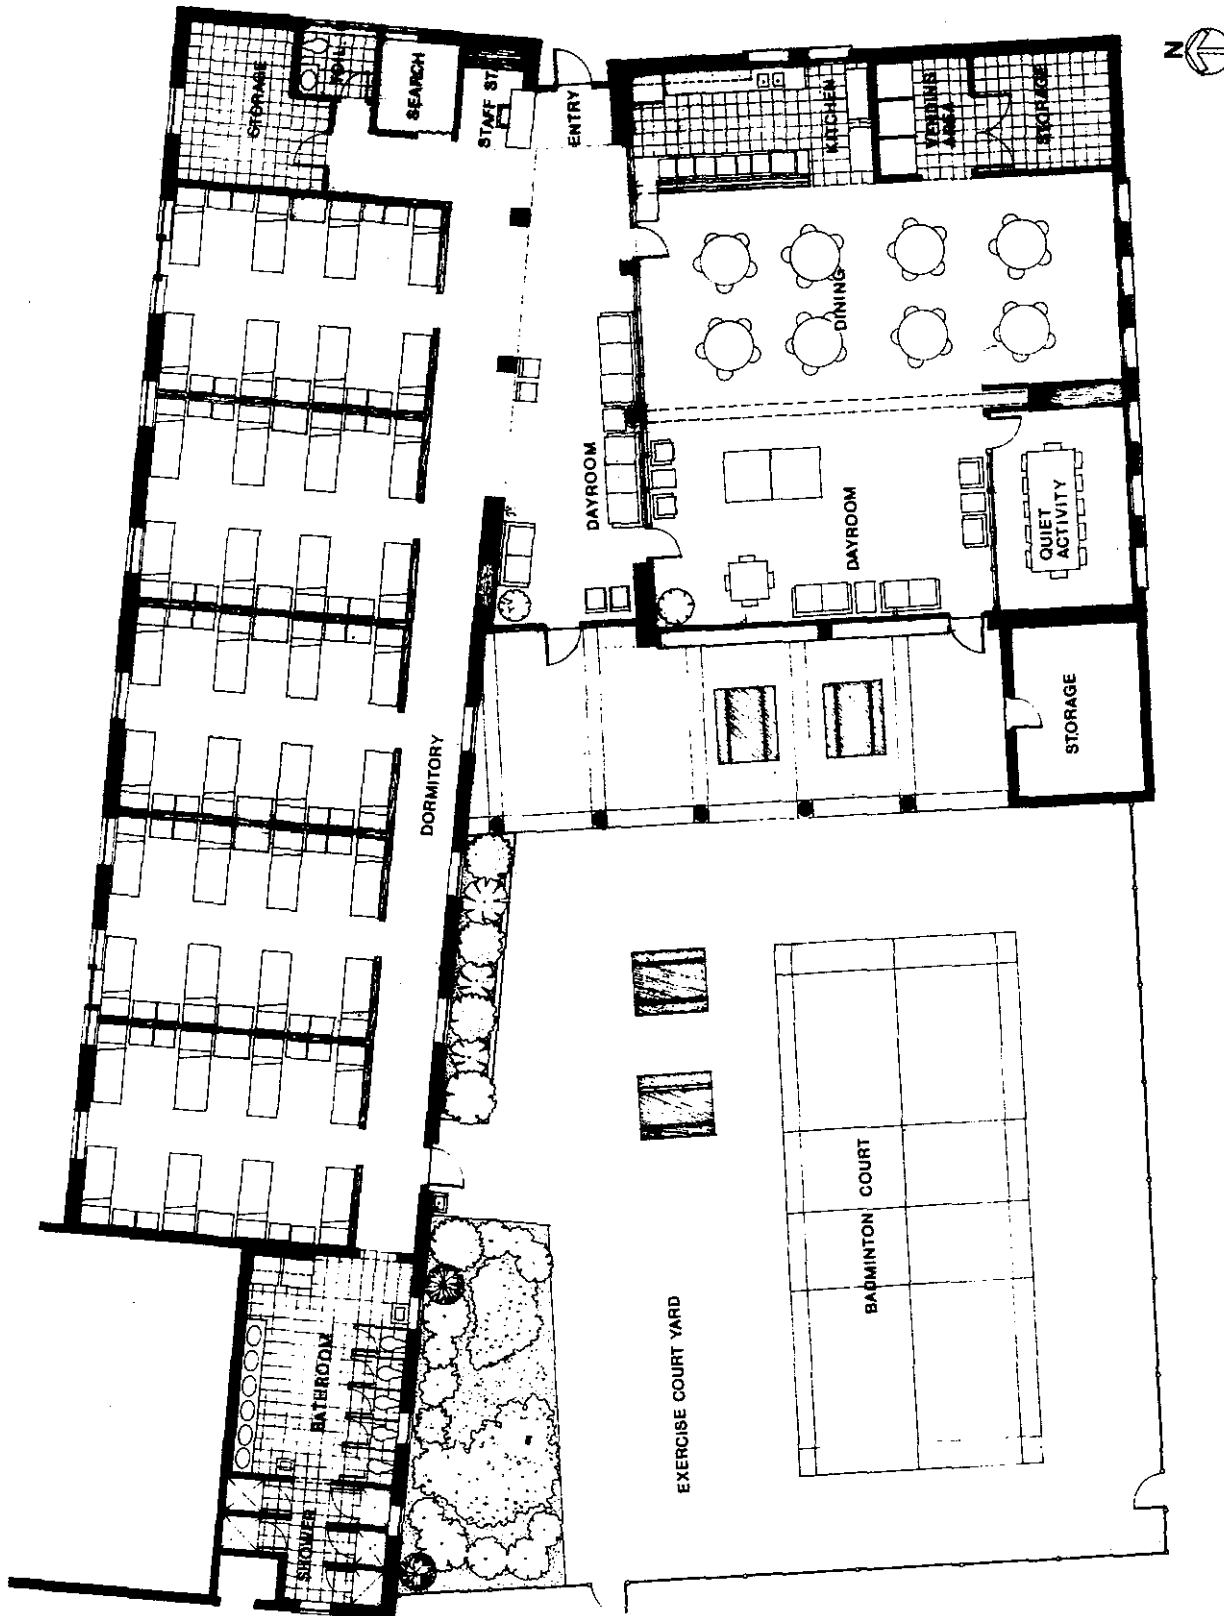 N
STORAGE
TOIL.
SEARCH
STAFF ST.
ENTRY
KITCHEN
VENDING
AREA
STORAGE
DINING
DAYROOM
DAYROOM
QUIET
ACTIVITY
DORMITORY
STORAGE
BATHROOM
SHOWER
EXERCISE COURT YARD
BADMINTON COURT